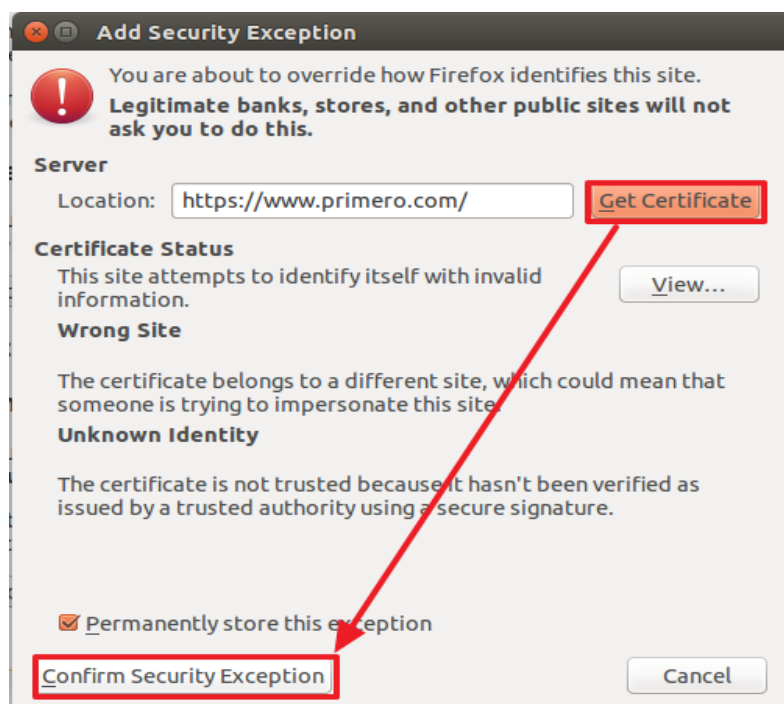 Add Security Exception
You are about to override how Firefox identifies this site.
Legitimate banks, stores, and other public sites will not
ask you to do this.
Server
Location: https://www.primero.com/ Get Certificate
Certificate Status
This site attempts to identify itself with invalid
information.
View...
Wrong Site
The certificate belongs to a different site, which could mean that
someone is trying to impersonate this site.
Unknown Identity
The certificate is not trusted because it hasn't been verified as
issued by a trusted authority using a secure signature.
Permanently store this exception
Confirm Security Exception Cancel